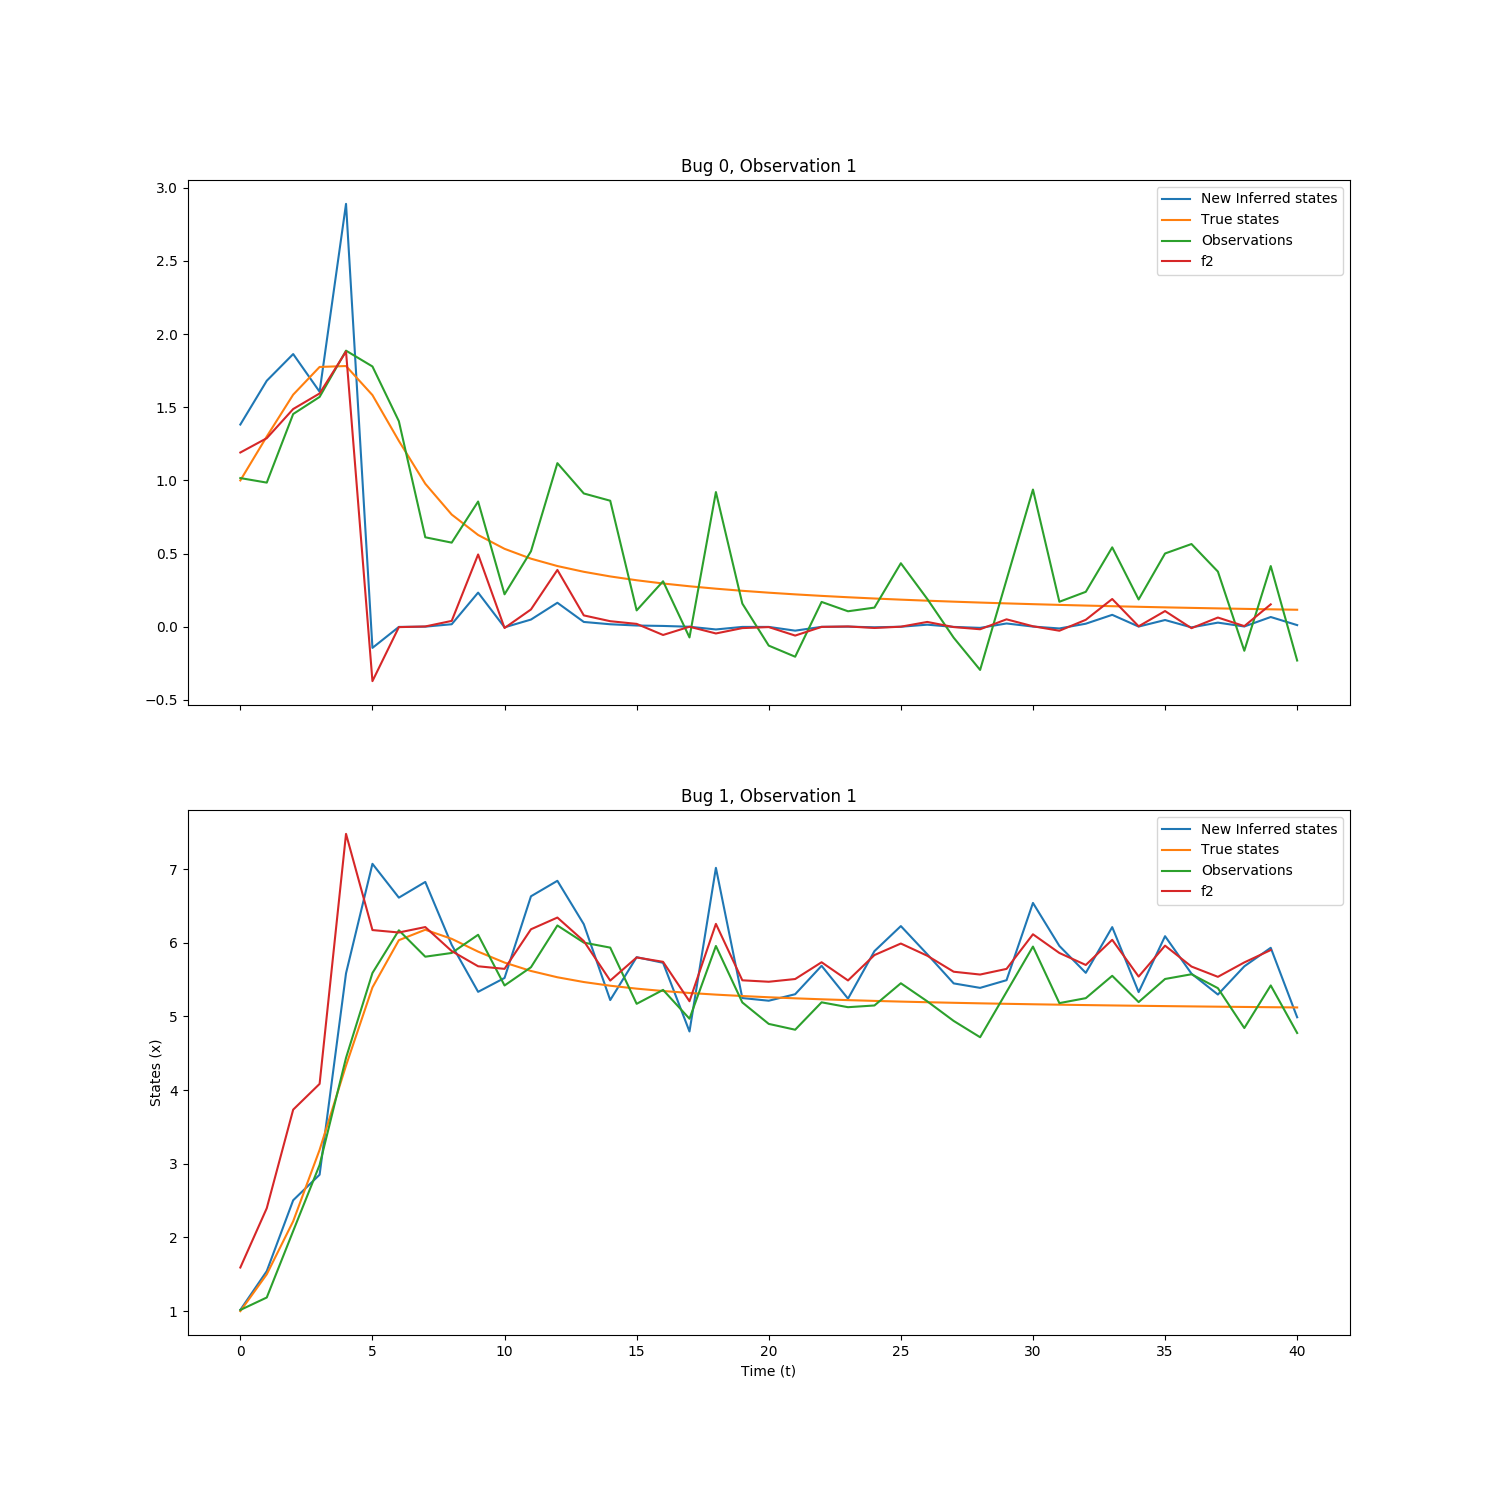 Bug 0, Observation 1
3.0
2.5
2.0
1.5
1.0
0.5
0.0
−0.5
New Inferred states
True states
Observations
f2
Bug 1, Observation 1
7
6
5
4
3
2
1
States (x)
New Inferred states
True states
Observations
f2
0 5 10 15 20 25 30 35 40
Time (t)